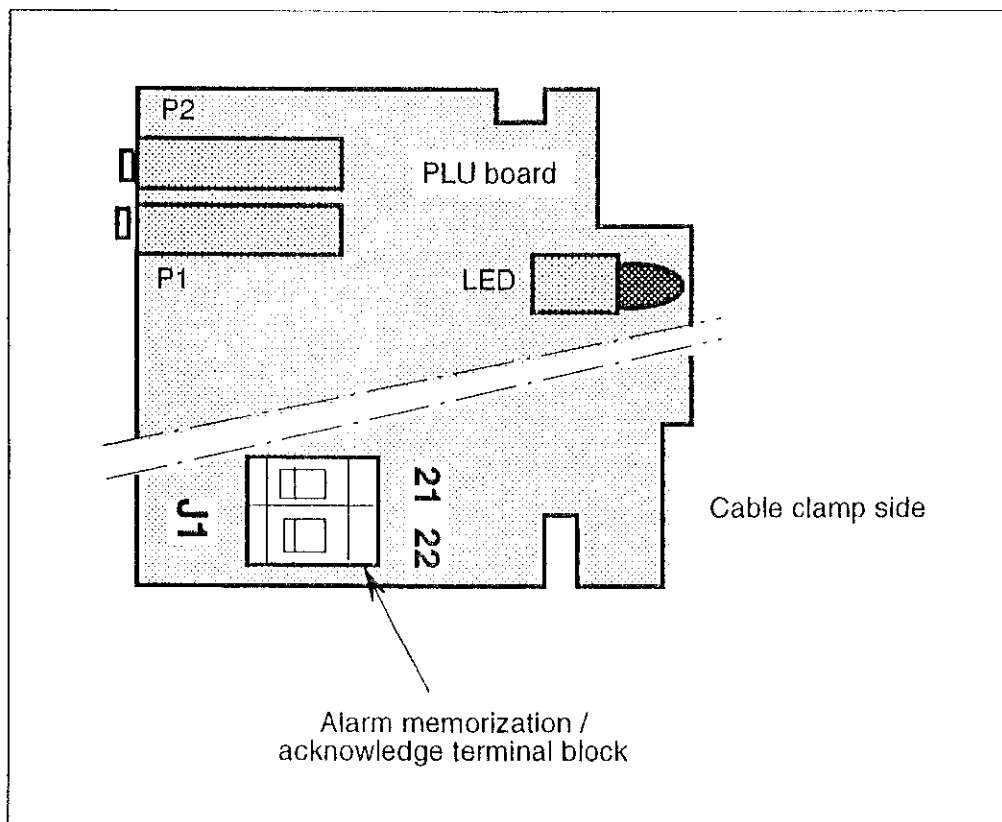 P2
PLU board
P1
LED
J1
21
22
Cable clamp side
Alarm memorization /
acknowledge terminal block